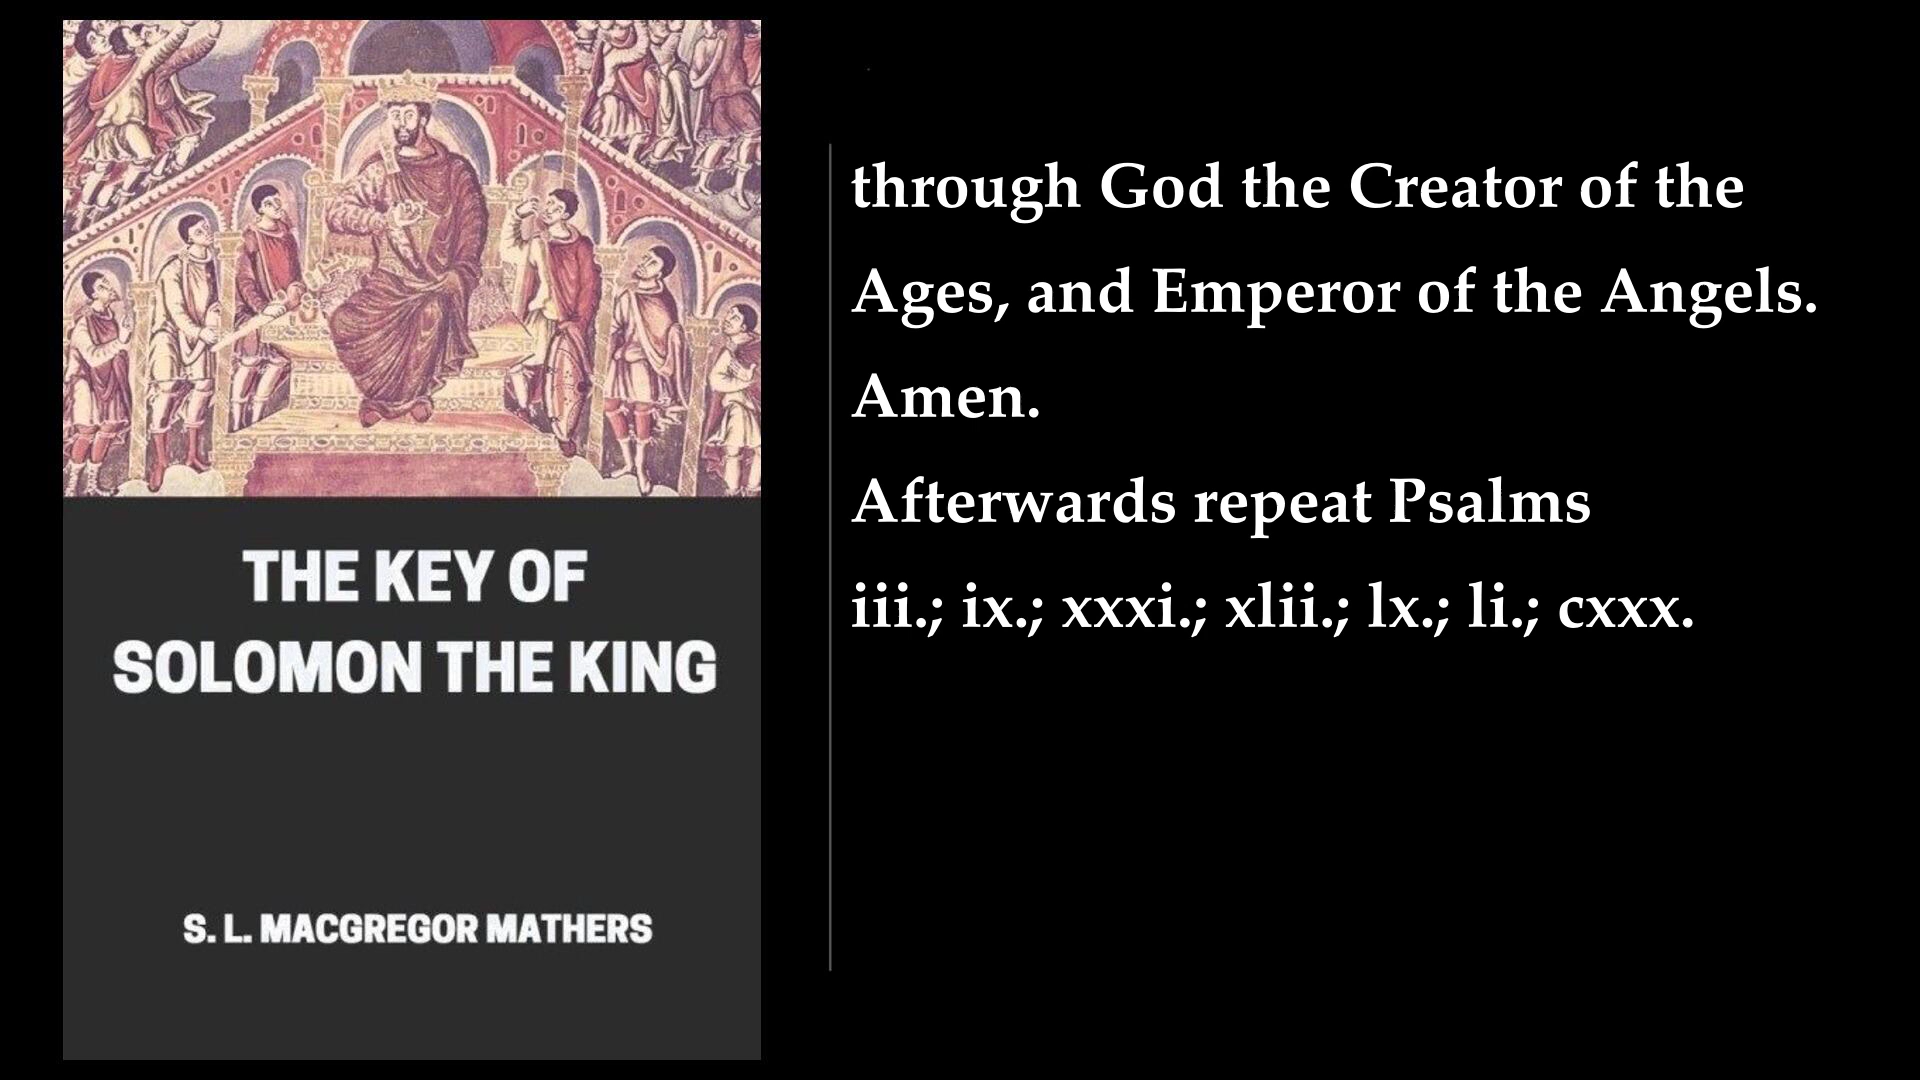 THE KEY OF
SOLOMON THE KING
S. L. MACGREGOR MATHERS
through God the Creator of the
Ages, and Emperor of the Angels.
Amen.
Afterwards repeat Psalms
iii.; ix.; xxxi.; xlii.; lx.; li.; cxxx.